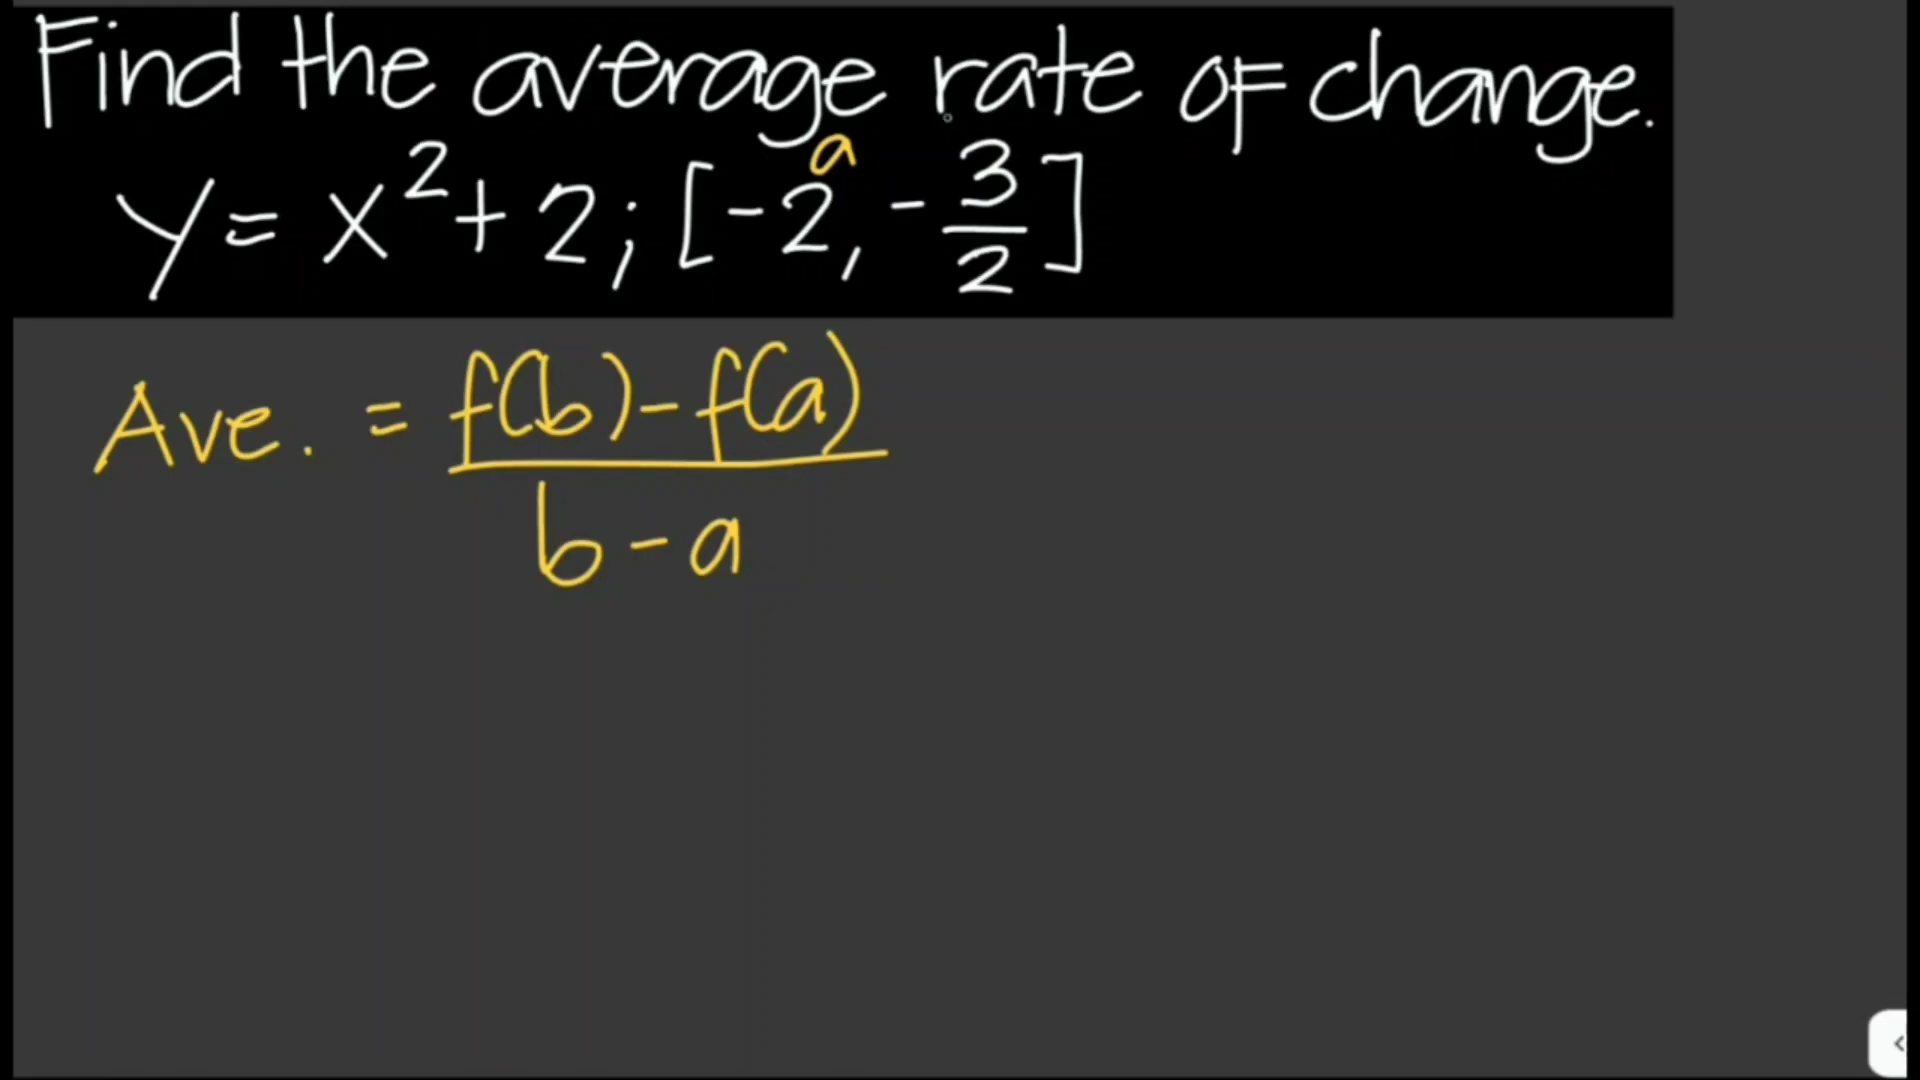 Find the average rate of change.
a
y = x² + 2; [-2, -3/2]
Ave. = f(b) - f(a)
b - a
<